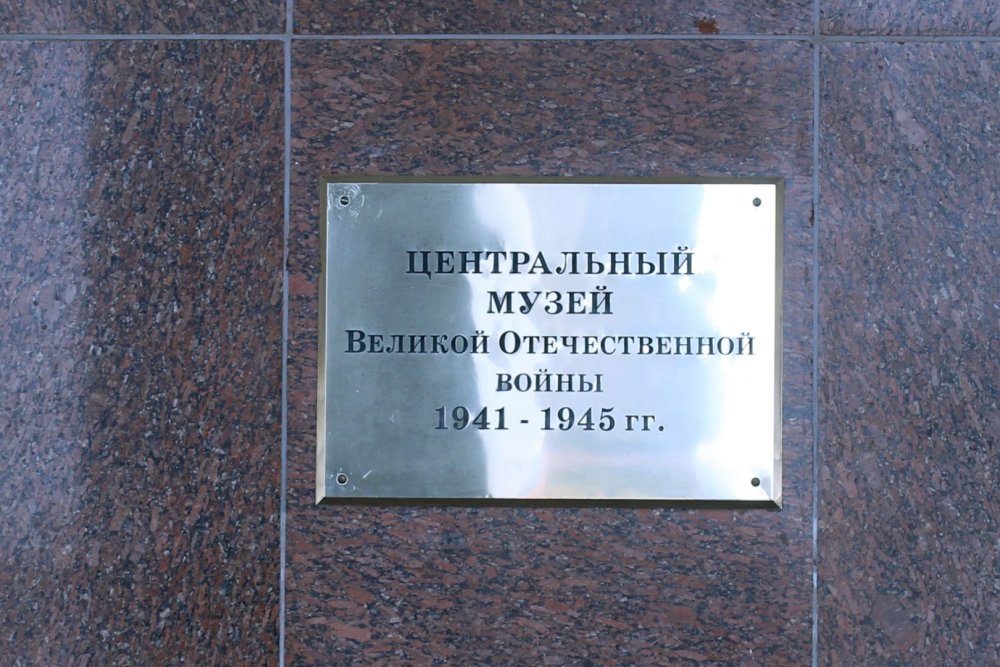 ЦЕНТРАЛЬНЫЙ
МУЗЕЙ
ВЕЛИКОЙ ОТЕЧЕСТВЕННОЙ
ВОЙНЫ
1941 - 1945 гг.